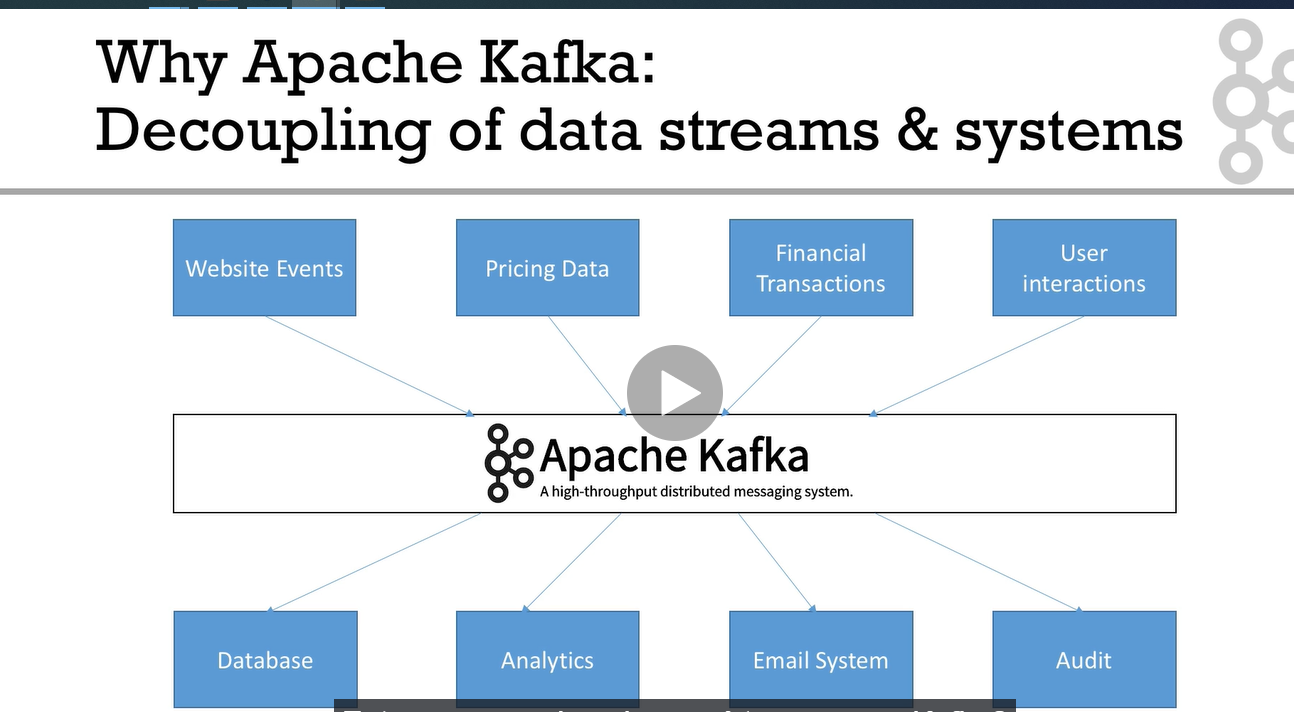 Why Apache Kafka:
Decoupling of data streams & systems
Website Events
Pricing Data
Financial
Transactions
User
interactions
Apache Kafka
A high-throughput distributed messaging system.
Database
Analytics
Email System
Audit